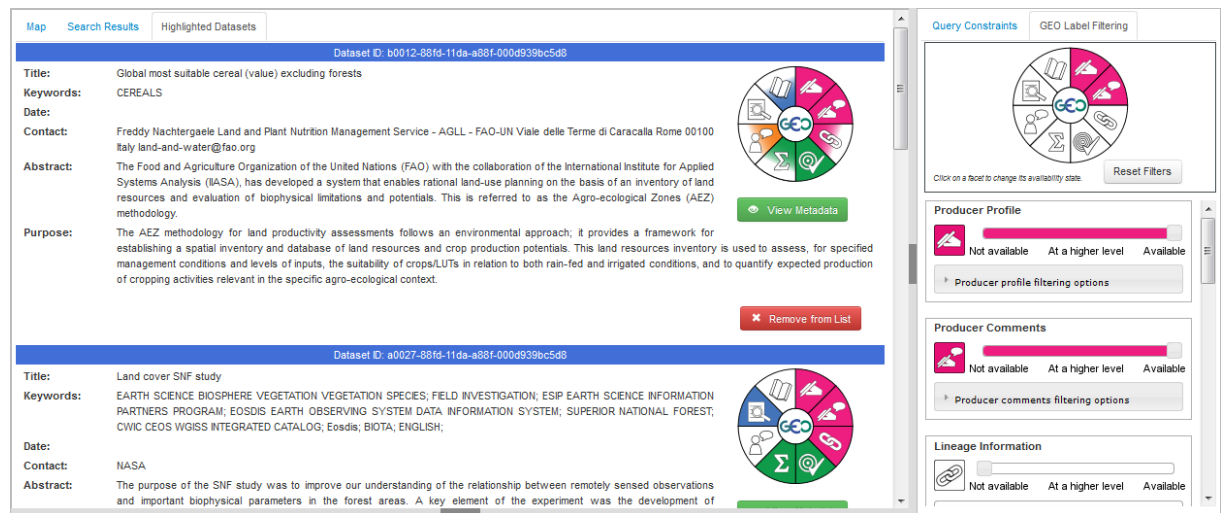 Map Search Results Highlighted Datasets
Dataset ID: b0012-88fd-11da-a88f-000d939bc5d8
Title: Global most suitable cereal (value) excluding forests
Keywords: CEREALS
Date:
Contact: Freddy Nachtergaele Land and Plant Nutrition Management Service - AGLL - FAO-UN Viale delle Terme di Caracalla Rome 00100
Italy land-and-water@fao.org
Abstract: The Food and Agriculture Organization of the United Nations (FAO) with the collaboration of the International Institute for Applied
Systems Analysis (IIASA), has developed a system that enables rational land-use planning on the basis of an inventory of land
resources and evaluation of biophysical limitations and potentials. This is referred to as the Agro-ecological Zones (AEZ)
methodology.
Purpose: The AEZ methodology for land productivity assessments follows an environmental approach; it provides a framework for
establishing a spatial inventory and database of land resources and crop production potentials. This land resources inventory is used to assess, for specified
management conditions and levels of inputs, the suitability of crops/LUTs in relation to both rain-fed and irrigated conditions, and to quantify expected production
of cropping activities relevant in the specific agro-ecological context.
GEO
View Metadata
Remove from List
Dataset ID: a0027-88fd-11da-a88f-000d939bc5d8
Title: Land cover SNF study
Keywords: EARTH SCIENCE BIOSPHERE VEGETATION VEGETATION SPECIES; FIELD INVESTIGATION; ESIP EARTH SCIENCE INFORMATION
PARTNERS PROGRAM; EOSDIS EARTH OBSERVING SYSTEM DATA INFORMATION SYSTEM; SUPERIOR NATIONAL FOREST;
CWIC CEOS WGISS INTEGRATED CATALOG; Eosdis; BIOTA; ENGLISH;
Date:
Contact: NASA
Abstract: The purpose of the SNF study was to improve our understanding of the relationship between remotely sensed observations
and important biophysical parameters in the forest areas. A key element of the experiment was the development of
GEO
Query Constraints GEO Label Filtering
GEO
Click on a facet to change its availability state.
Reset Filters
Producer Profile
Not available At a higher level Available
Producer profile filtering options
Producer Comments
Not available At a higher level Available
Producer comments filtering options
Lineage Information
Not available At a higher level Available